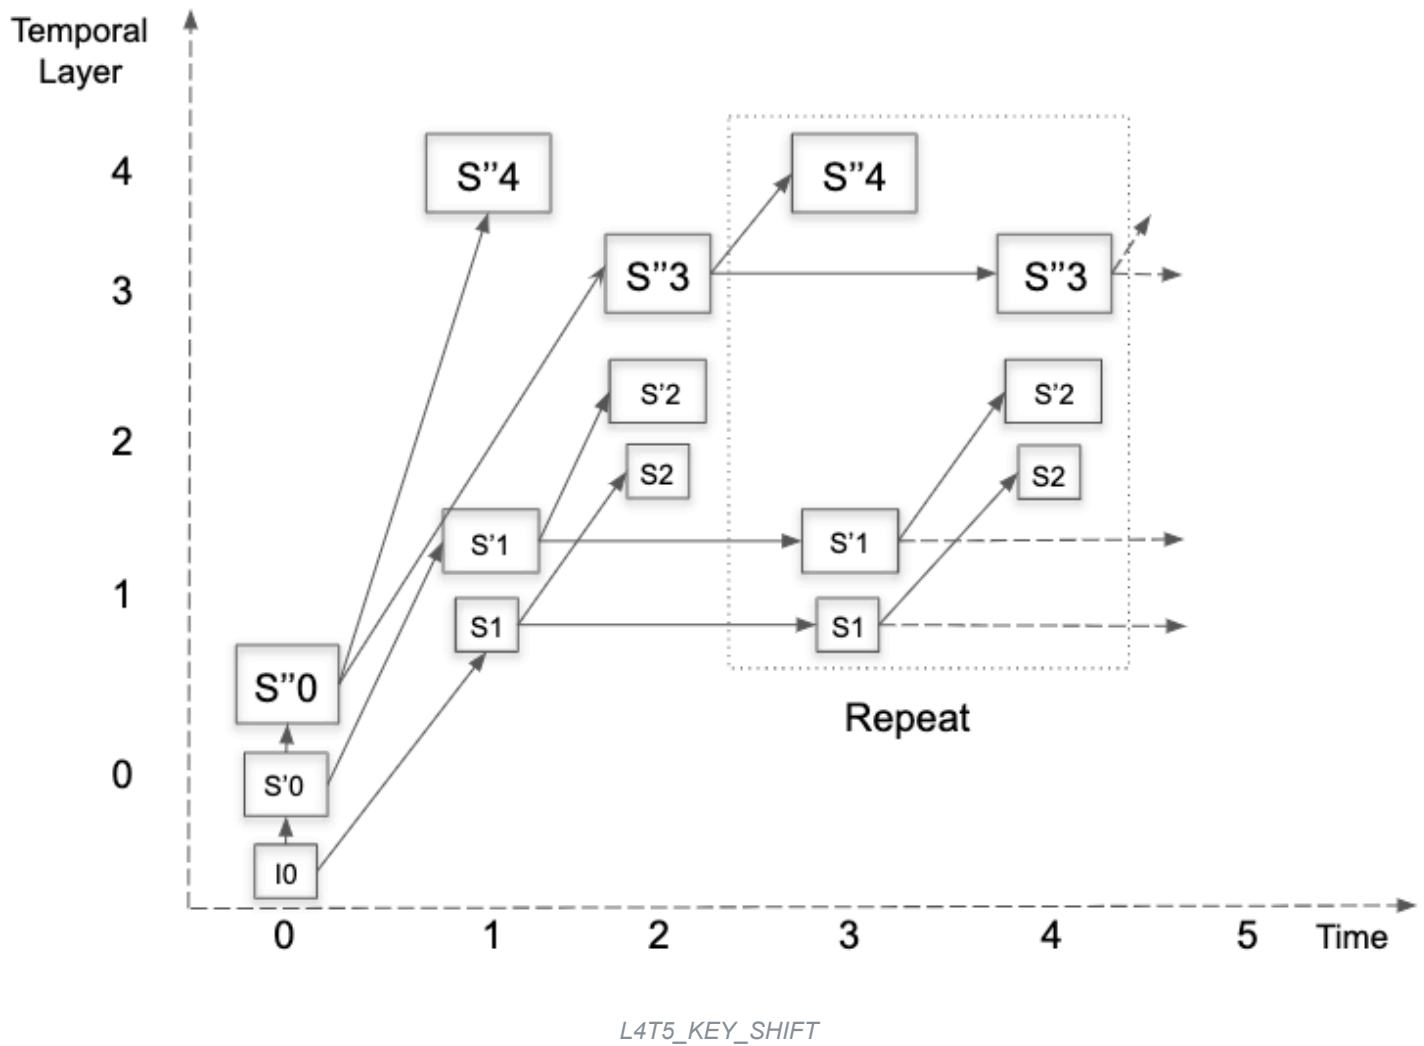 Temporal
Layer
4
S’’4
S’’4
3
S’’3
S’’3
S’2
S’2
2
S2
S2
S’1
S’1
1
S1
S1
S’’0
Repeat
0
S’0
I0
0
1
2
3
4
5
Time
L4T5_KEY_SHIFT